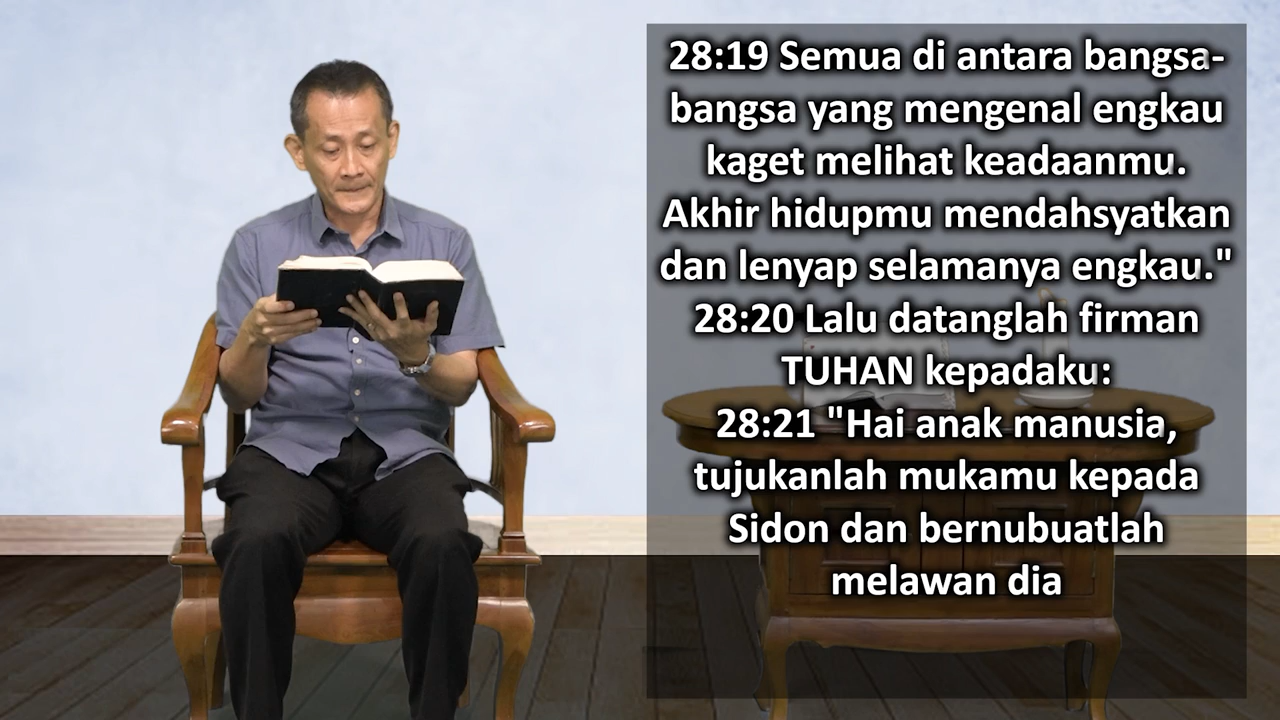 28:19 Semua di antara bangsa-
bangsa yang mengenal engkau
kaget melihat keadaanmu.
Akhir hidupmu mendahsyatkan
dan lenyap selamanya engkau."
28:20 Lalu datanglah firman
TUHAN kepadaku:
28:21 "Hai anak manusia,
tujukanlah mukamu kepada
Sidon dan bernubuatlah
melawan dia